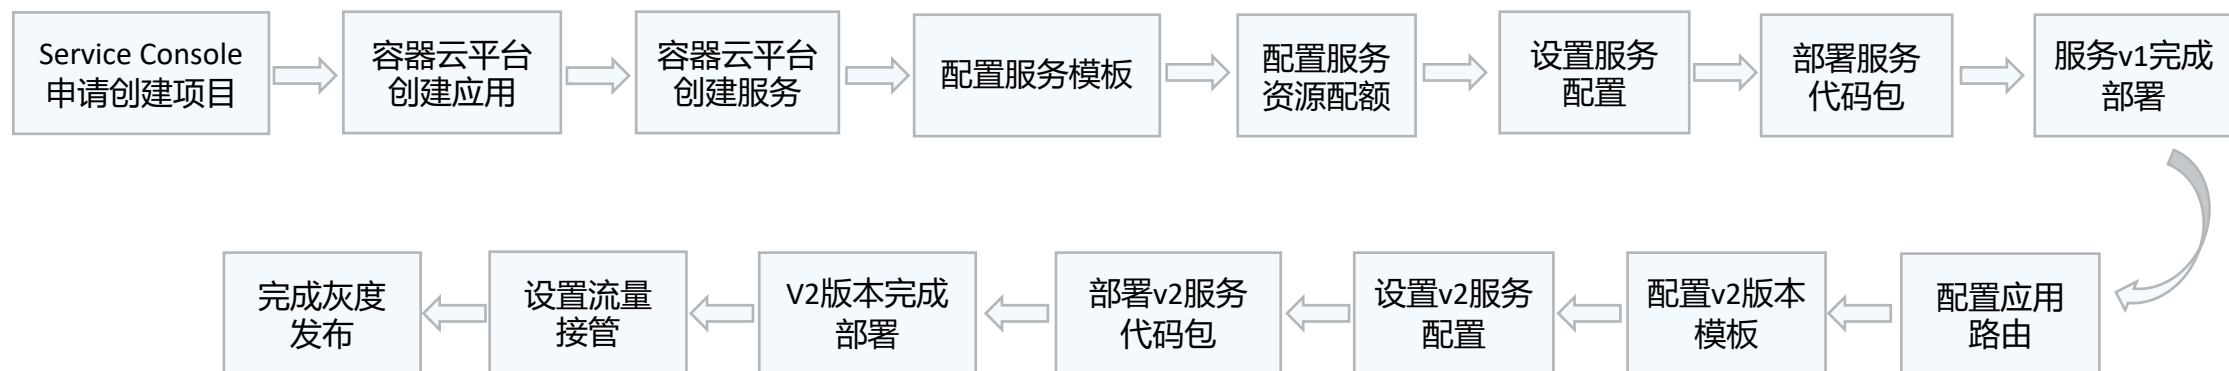 Service Console
申请创建项目
容器云平台
创建应用
容器云平台
创建服务
配置服务模板
配置服务
资源配额
设置服务
配置
部署服务
代码包
服务v1完成
部署
配置应用
路由
配置v2版本
模板
设置v2服务
配置
部署v2服务
代码包
V2版本完成
部署
设置流量
接管
完成灰度
发布